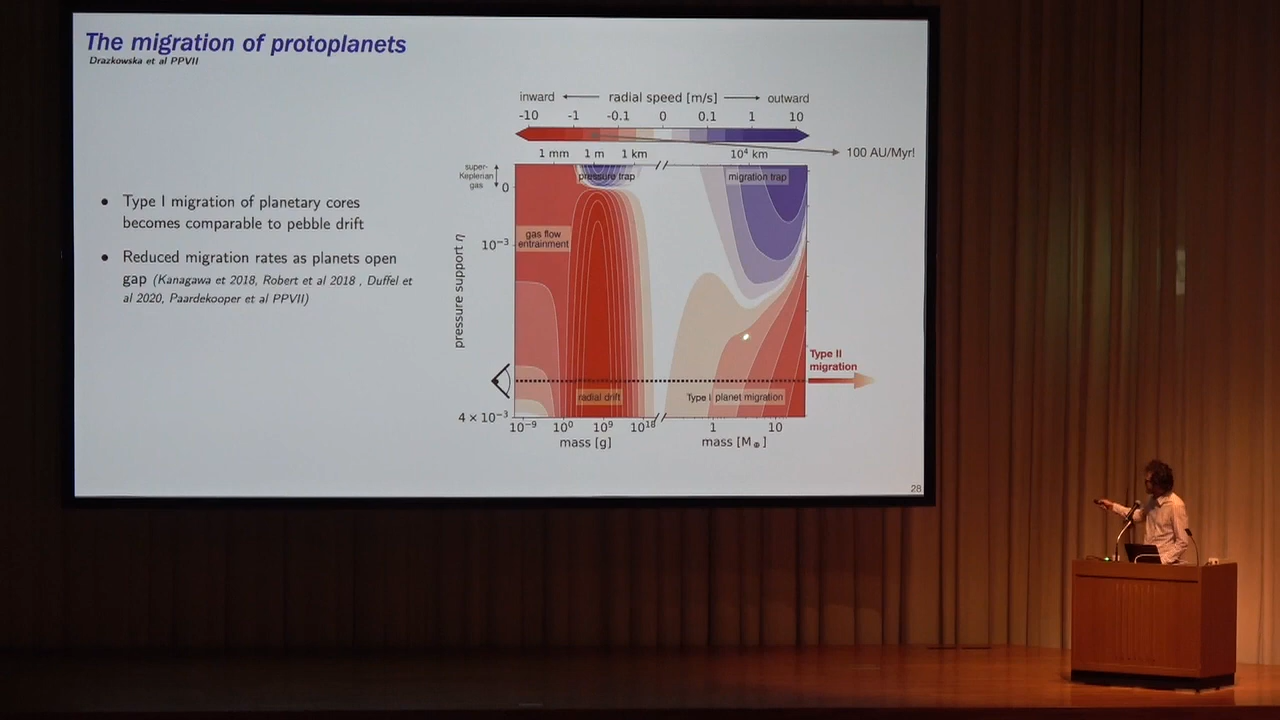 The migration of protoplanets
Drazkowska et al PPVII
• Type I migration of planetary cores
becomes comparable to pebble drift
• Reduced migration rates as planets open
gap (Kanagawa et 2018, Robert et al 2018 , Duffel et
al 2020, Paardekooper et al PPVII)
inward ← radial speed [m/s] → outward
-10 -1 -0.1 0 0.1 1 10
1 mm 1 m 1 km // 10⁴ km 100 AU/Myr!
super-
Keplerian
gas
pressure trap migration trap
0
gas flow
entrainment
10⁻³
pressure support η
Type II
migration
radial drift Type I planet migration
4 × 10⁻³
10⁻⁹ 10⁰ 10⁹ 10¹⁸ // 1 10
mass [g] mass [M⊕]
28